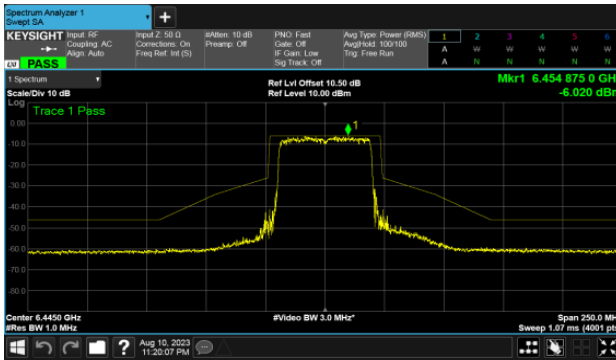 Spectrum Analyzer 1
Swept SA
KEYSIGHT
Input: RF
Coupling: AC
Align: Auto
Input Z: 50 Ω
Corrections: On
Freq Ref: Int (S)
#Atten: 10 dB
Preamp: Off
PNO: Fast
Gate: Off
IF Gain: Low
Sig Track: Off
Avg Type: Power (RMS)
Avg|Hold: 100/100
Trig: Free Run
1 2 3 4 5 6
A W W W W W
A N N N N N
LXI PASS
1 Spectrum
Scale/Div 10 dB
Ref Lvl Offset 10.50 dB
Ref Level 10.00 dBm
Mkr1 6.454 875 0 GH
-6.020 dBr
Log
Trace 1 Pass
1
0.00
-10.0
-20.0
-30.0
-40.0
-50.0
-60.0
-70.0
-80.0
Center 6.4450 GHz
#Res BW 1.0 MHz
#Video BW 3.0 MHz*
Span 250.0 MH
Sweep 1.07 ms (4001 pts
?
Aug 10, 2023
11:20:07 PM